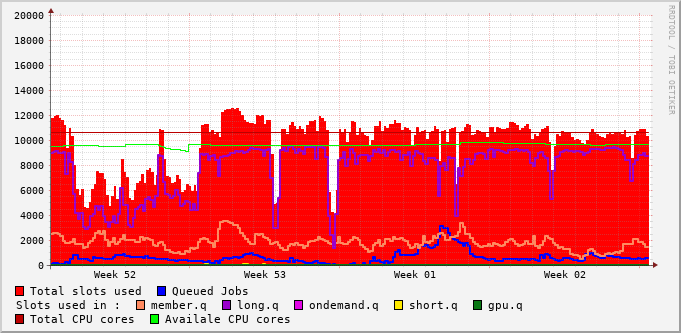 20000
18000
16000
14000
12000
10000
8000
6000
4000
2000
0
Week 52 Week 53 Week 01 Week 02
Total slots used Queued Jobs
Slots used in : member.q long.q ondemand.q short.q gpu.q
Total CPU cores Availale CPU cores
RRDTOOL / TOBI OETIKER